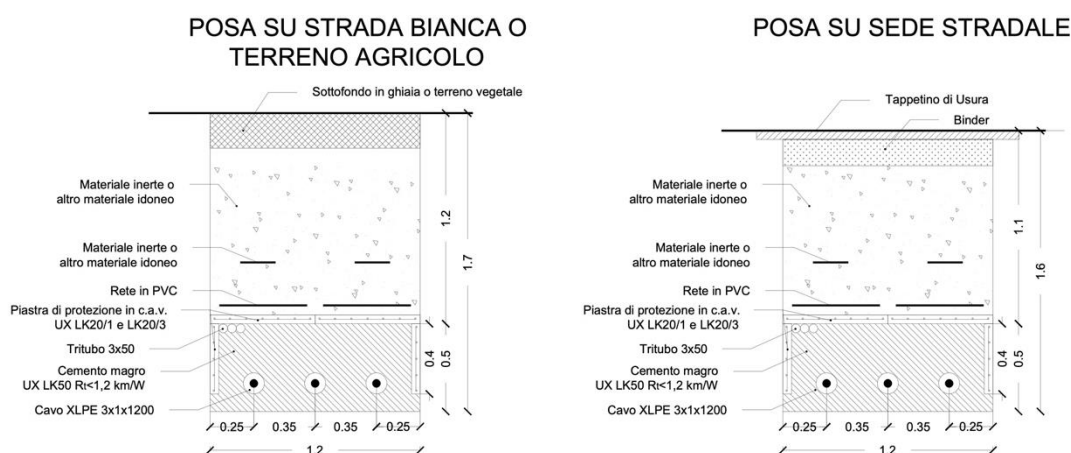 POSA SU STRADA BIANCA O
TERRENO AGRICOLO
Sottofondo in ghiaia o terreno vegetale
Materiale inerte o
altro materiale idoneo
Materiale inerte o
altro materiale idoneo
Rete in PVC
Piastra di protezione in c.a.v.
UX LK20/1 e LK20/3
Tritubo 3x50
Cemento magro
UX LK50 Rt<1,2 km/W
Cavo XLPE 3x1x1200
1.2
1.7
0.4
0.5
0.25
0.35
0.35
0.25
1.2
POSA SU SEDE STRADALE
Tappetino di Usura
Binder
Materiale inerte o
altro materiale idoneo
Materiale inerte o
altro materiale idoneo
Rete in PVC
Piastra di protezione in c.a.v.
UX LK20/1 e LK20/3
Tritubo 3x50
Cemento magro
UX LK50 Rt<1,2 km/W
Cavo XLPE 3x1x1200
1.1
1.6
0.4
0.5
0.25
0.35
0.35
0.25
1.2